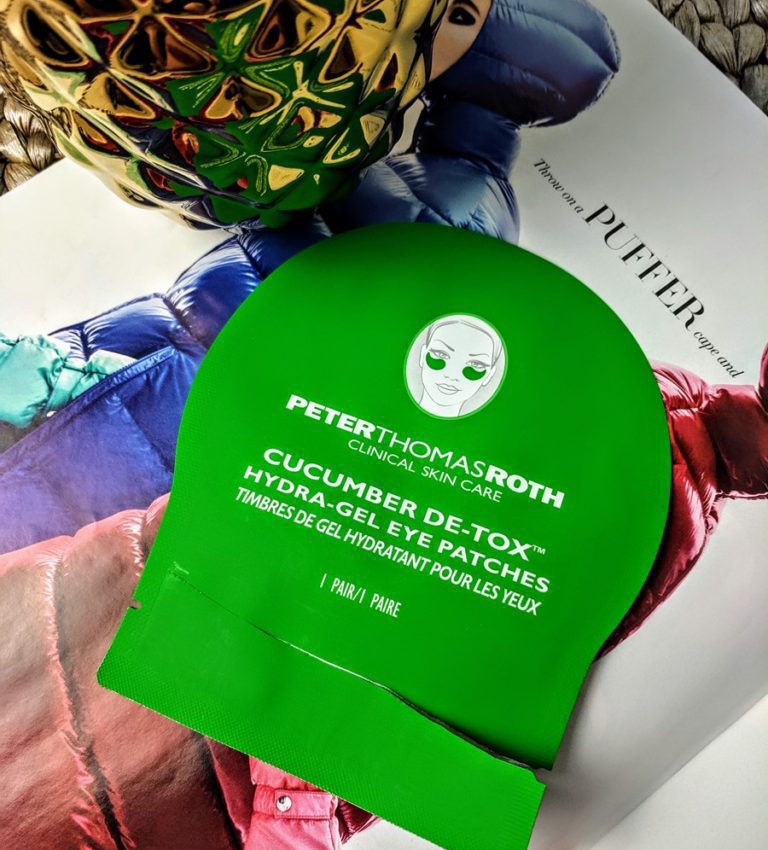 Throw on a PUFFER cape and
PETERTHOMASROTH
CLINICAL SKIN CARE
CUCUMBER DE-TOX™
HYDRA-GEL EYE PATCHES
TIMBRES DE GEL HYDRATANT POUR LES YEUX
1 PAIR/1 PAIRE